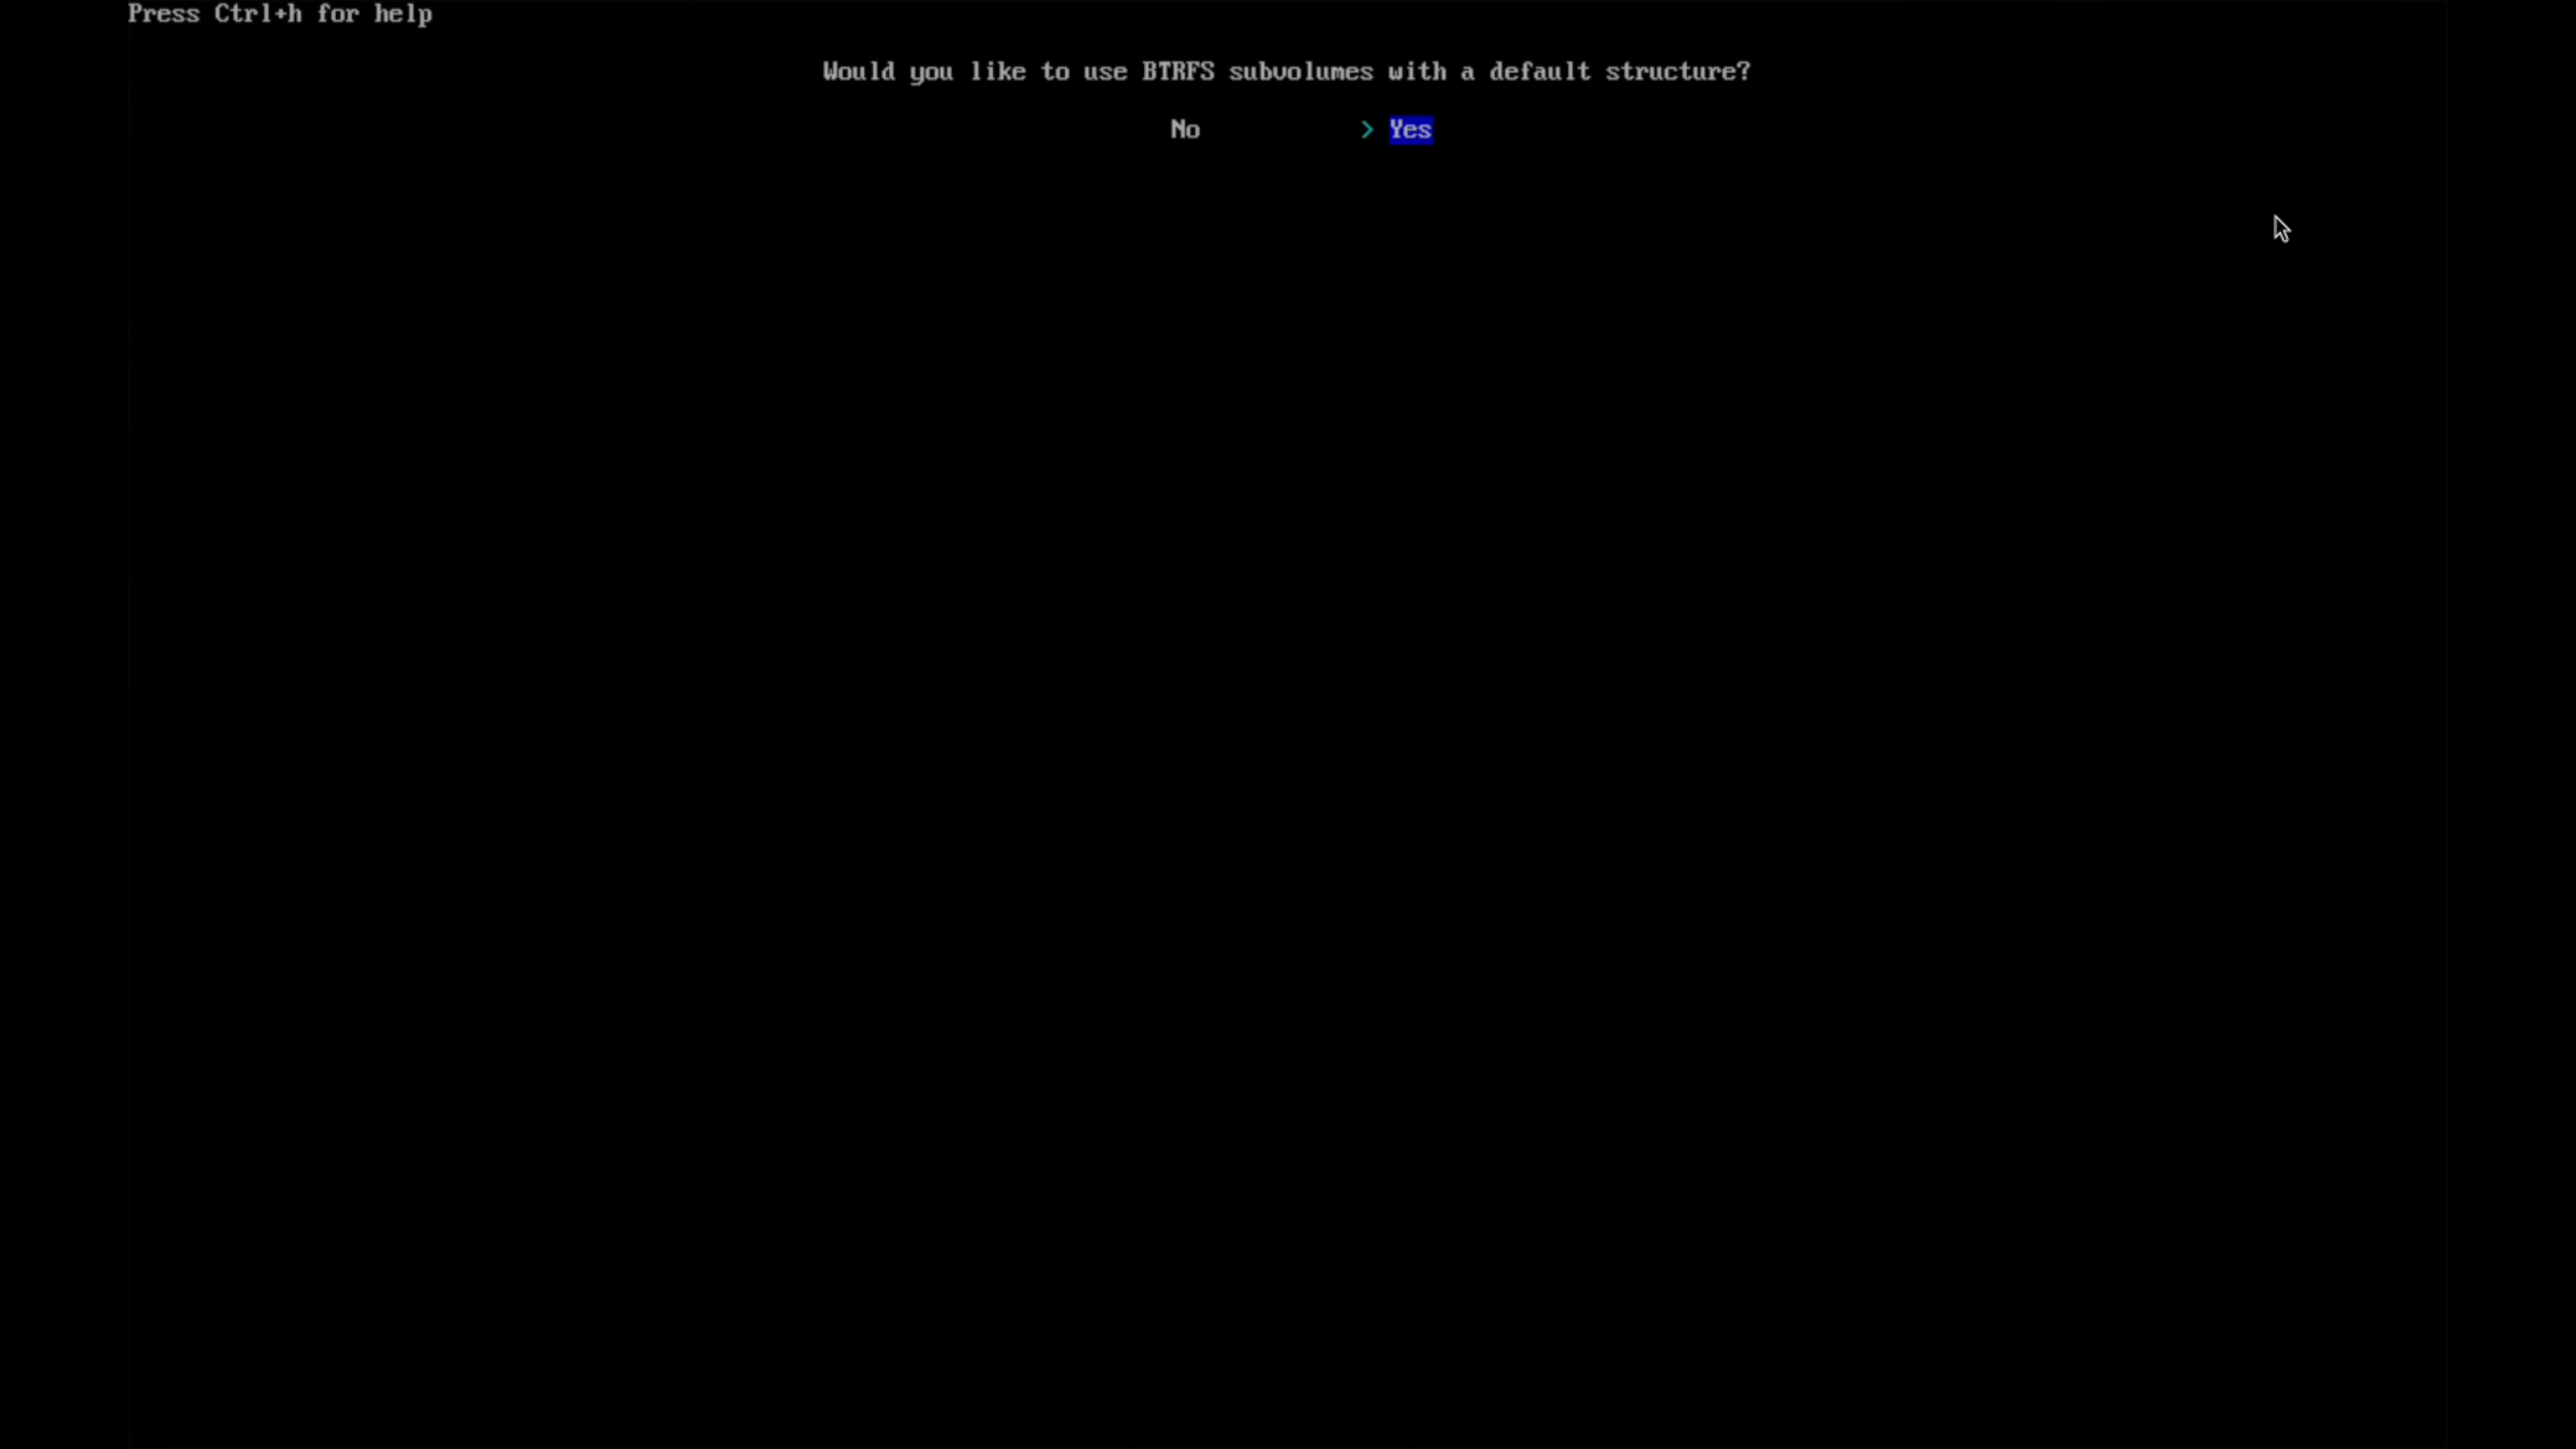 Press Ctrl+h for help
Would you like to use BTRFS subvolumes with a default structure?
No > Yes